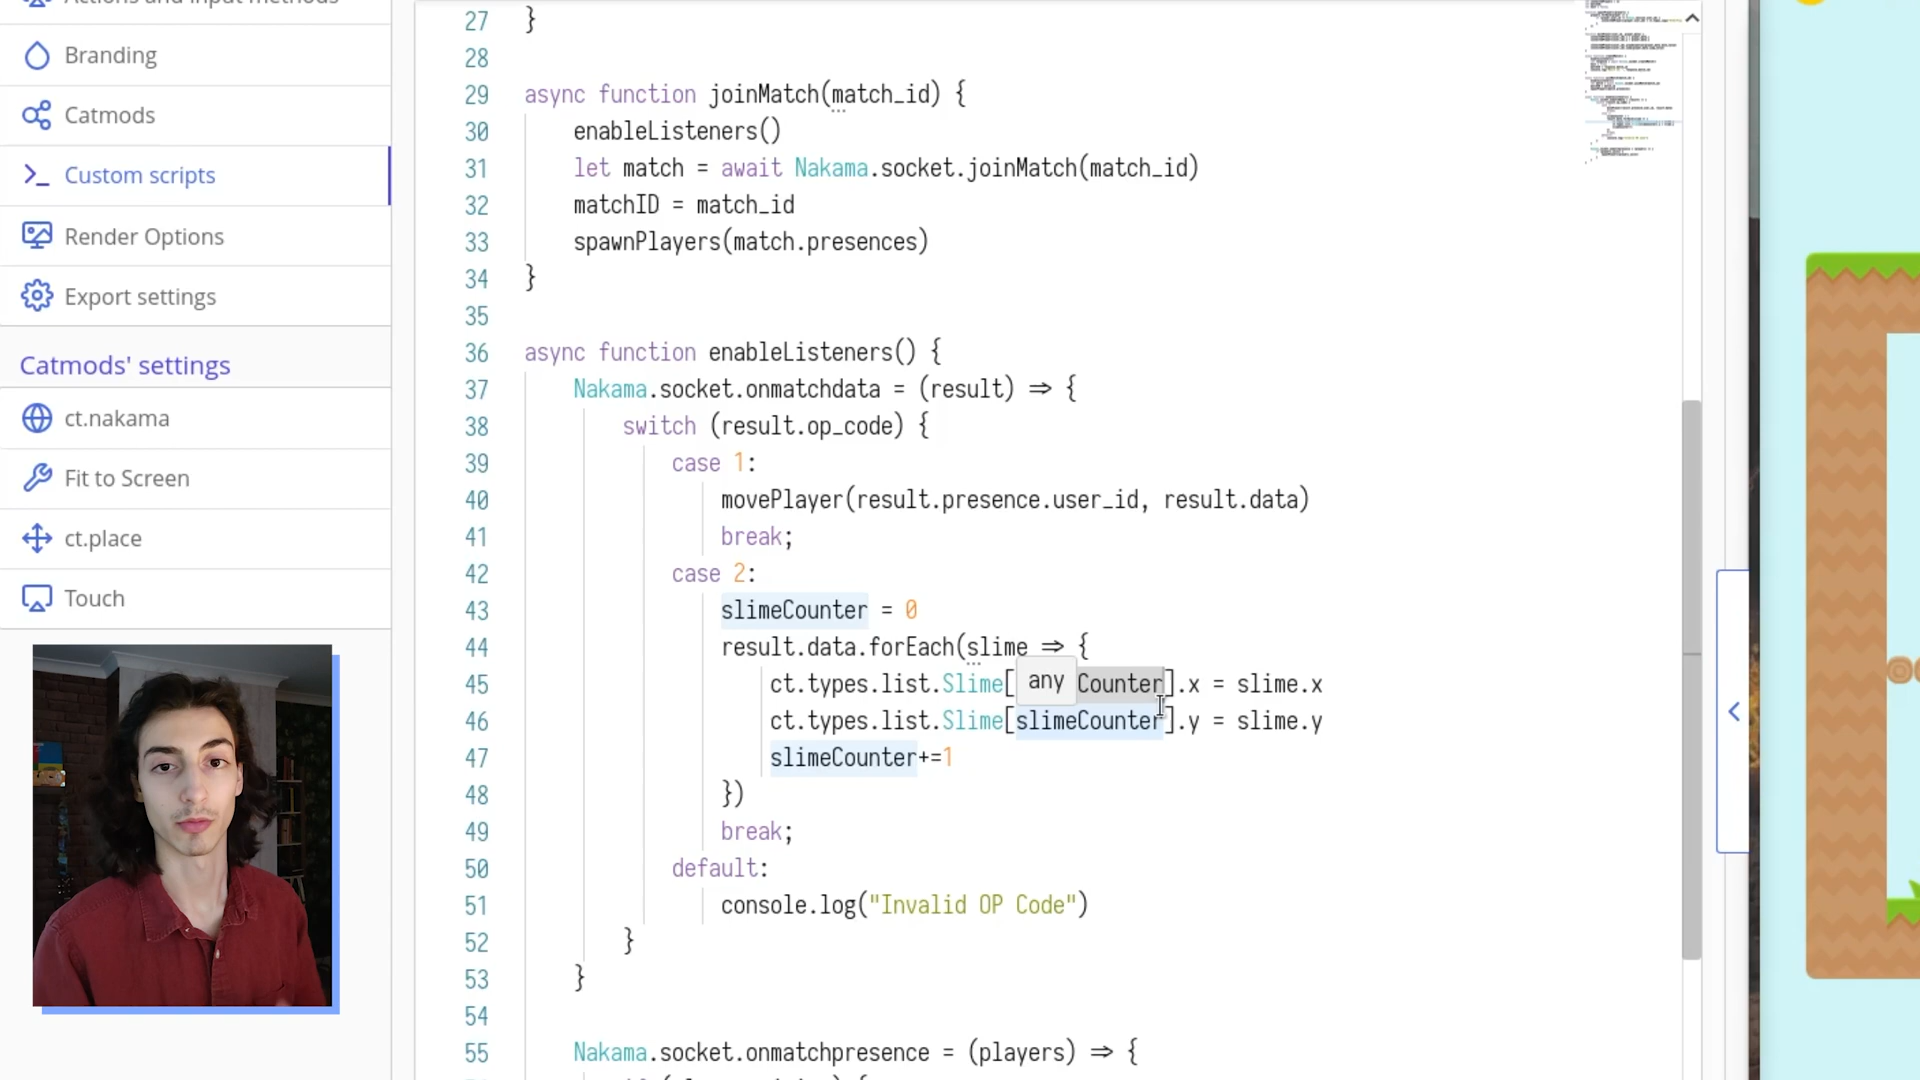 Actions and input methods
Branding
Catmods
Custom scripts
Render Options
Export settings
Catmods' settings
ct.nakama
Fit to Screen
ct.place
Touch
27 }
28
29 async function joinMatch(match_id) {
30 enableListeners()
31 let match = await Nakama.socket.joinMatch(match_id)
32 matchID = match_id
33 spawnPlayers(match.presences)
34 }
35
36 async function enableListeners() {
37 Nakama.socket.onmatchdata = (result) => {
38 switch (result.op_code) {
39 case 1:
40 movePlayer(result.presence.user_id, result.data)
41 break;
42 case 2:
43 slimeCounter = 0
44 result.data.forEach(slime => {
45 ct.types.list.Slime[ any Counter].x = slime.x
46 ct.types.list.Slime[slimeCounter].y = slime.y
47 slimeCounter+=1
48 })
49 break;
50 default:
51 console.log("Invalid OP Code")
52 }
53 }
54
55 Nakama.socket.onmatchpresence = (players) => {